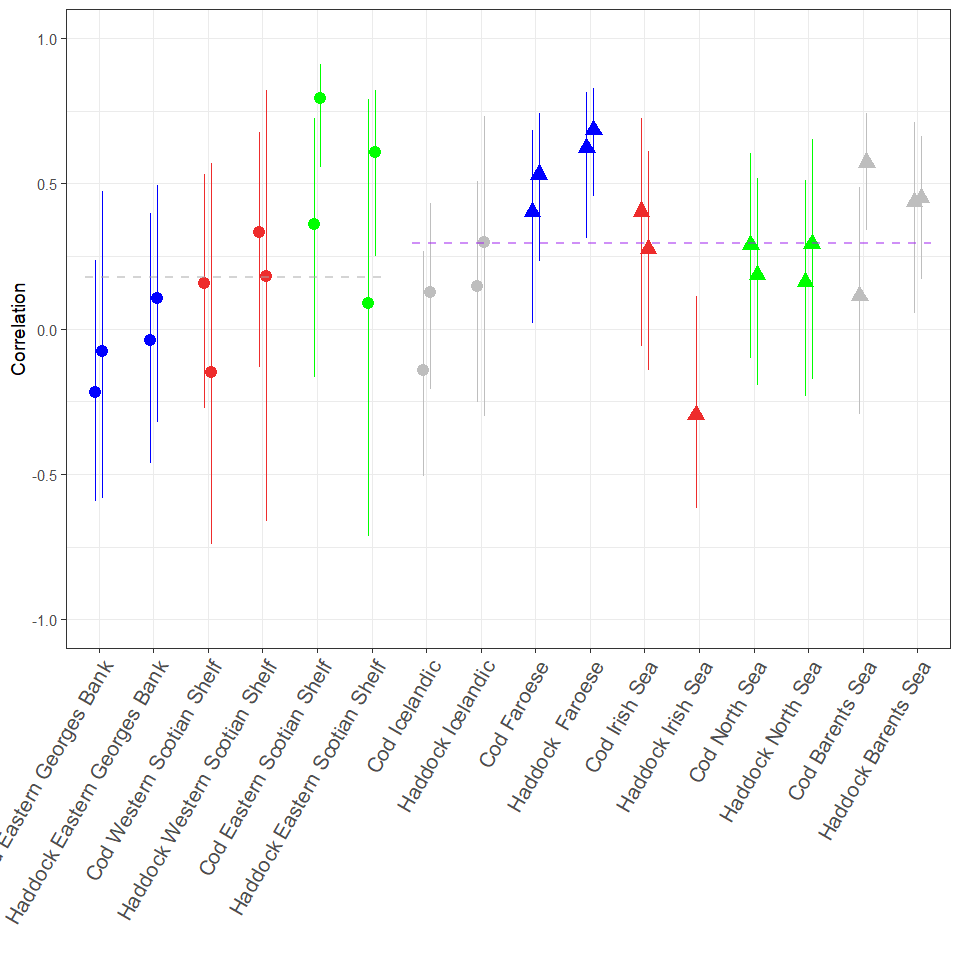 Correlation
1.0
0.5
0.0
-0.5
-1.0
Eastern Georges Bank
Haddock Eastern Georges Bank
Cod Western Scotian Shelf
Haddock Western Scotian Shelf
Cod Eastern Scotian Shelf
Haddock Eastern Scotian Shelf
Cod Icelandic
Haddock Icelandic
Cod Faroese
Haddock  Faroese
Cod Irish Sea
Haddock Irish Sea
Cod North Sea
Haddock North Sea
Cod Barents Sea
Haddock Barents Sea